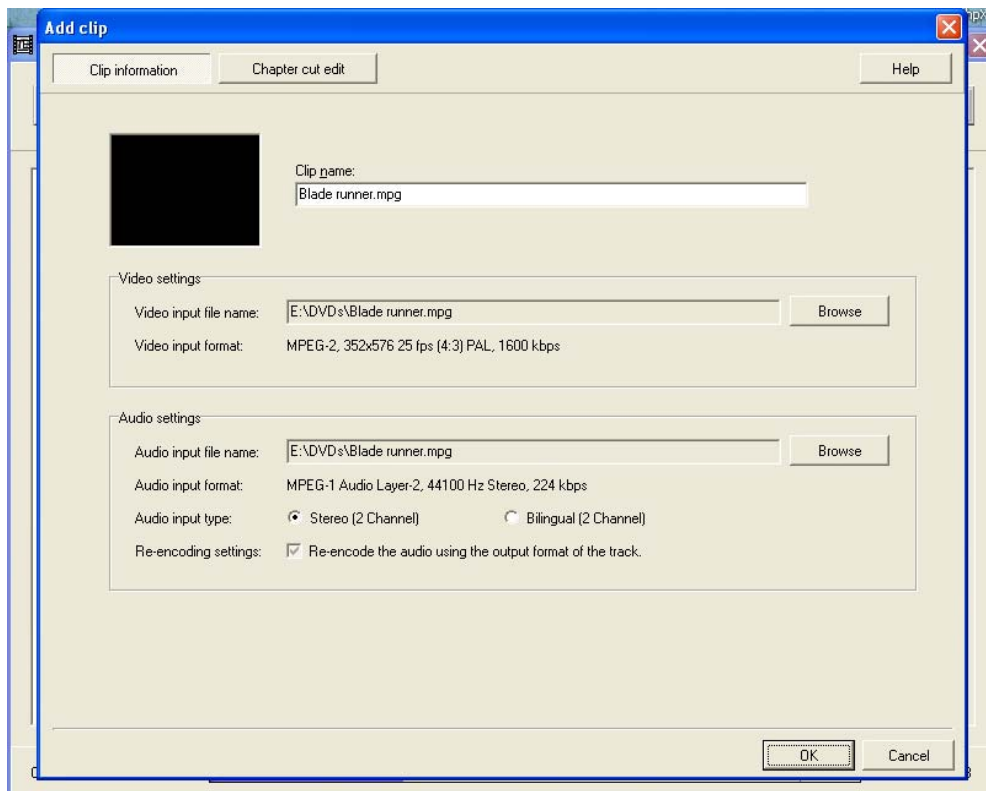 Add clip
Clip information
Chapter cut edit
Help
Clip name:
Blade runner.mpg
Video settings
Video input file name:
E:\DVDs\Blade runner.mpg
Browse
Video input format:
MPEG-2, 352x576 25 fps (4:3) PAL, 1600 kbps
Audio settings
Audio input file name:
E:\DVDs\Blade runner.mpg
Browse
Audio input format:
MPEG-1 Audio Layer-2, 44100 Hz Stereo, 224 kbps
Audio input type:
Stereo (2 Channel)
Bilingual (2 Channel)
Re-encoding settings:
Re-encode the audio using the output format of the track.
OK
Cancel